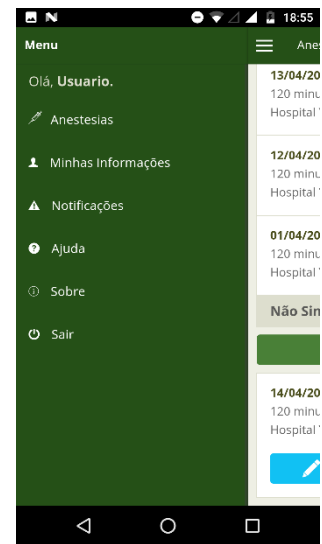 18:55
Menu
Olá, Usuario.
Anestesias
Minhas Informações
Notificações
Ajuda
Sobre
Sair
13/04/20
120 minu
Hospital
12/04/20
120 minu
Hospital
01/04/20
120 minu
Hospital
Não Sin
14/04/20
120 minu
Hospital